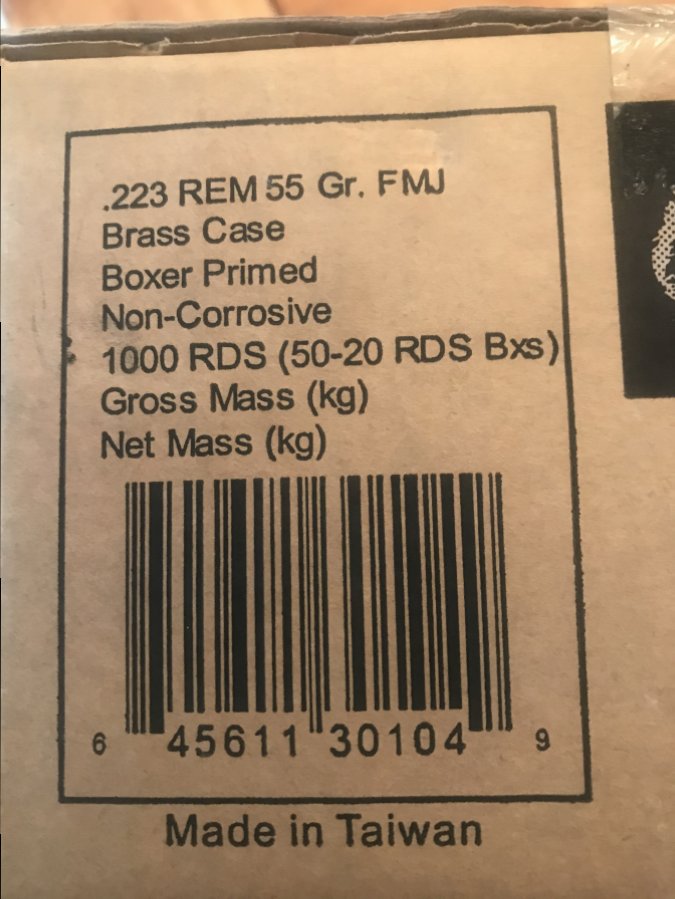 .223 REM 55 Gr. FMJ
Brass Case
Boxer Primed
Non-Corrosive
1000 RDS (50-20 RDS Bxs)
Gross Mass (kg)
Net Mass (kg)
6 45611 30104 9
Made in Taiwan